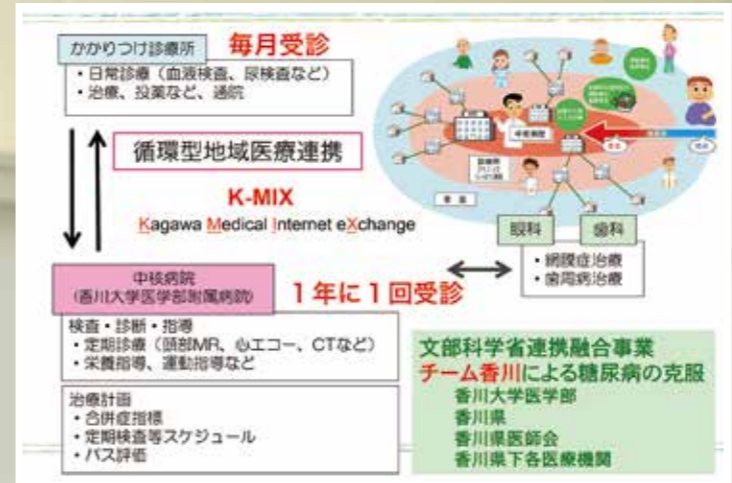 かかりつけ診療所
毎月受診
・日常診療（血液検査、尿検査など）
・治療、投薬など、通院
循環型地域医療連携
K-MIX
Kagawa Medical Internet eXchange
中核病院
眼科
歯科
・網膜症治療
・歯周病治療
中核病院
(香川大学医学部附属病院)
1年に1回受診
検査・診断・指導
・定期診療（頭部MR、心エコー、CTなど）
・栄養指導、運動指導など
治療計画
・合併症指標
・定期検査等スケジュール
・パス評価
文部科学省連携融合事業
チーム香川による糖尿病の克服
香川大学医学部
香川県
香川県医師会
香川県下各医療機関